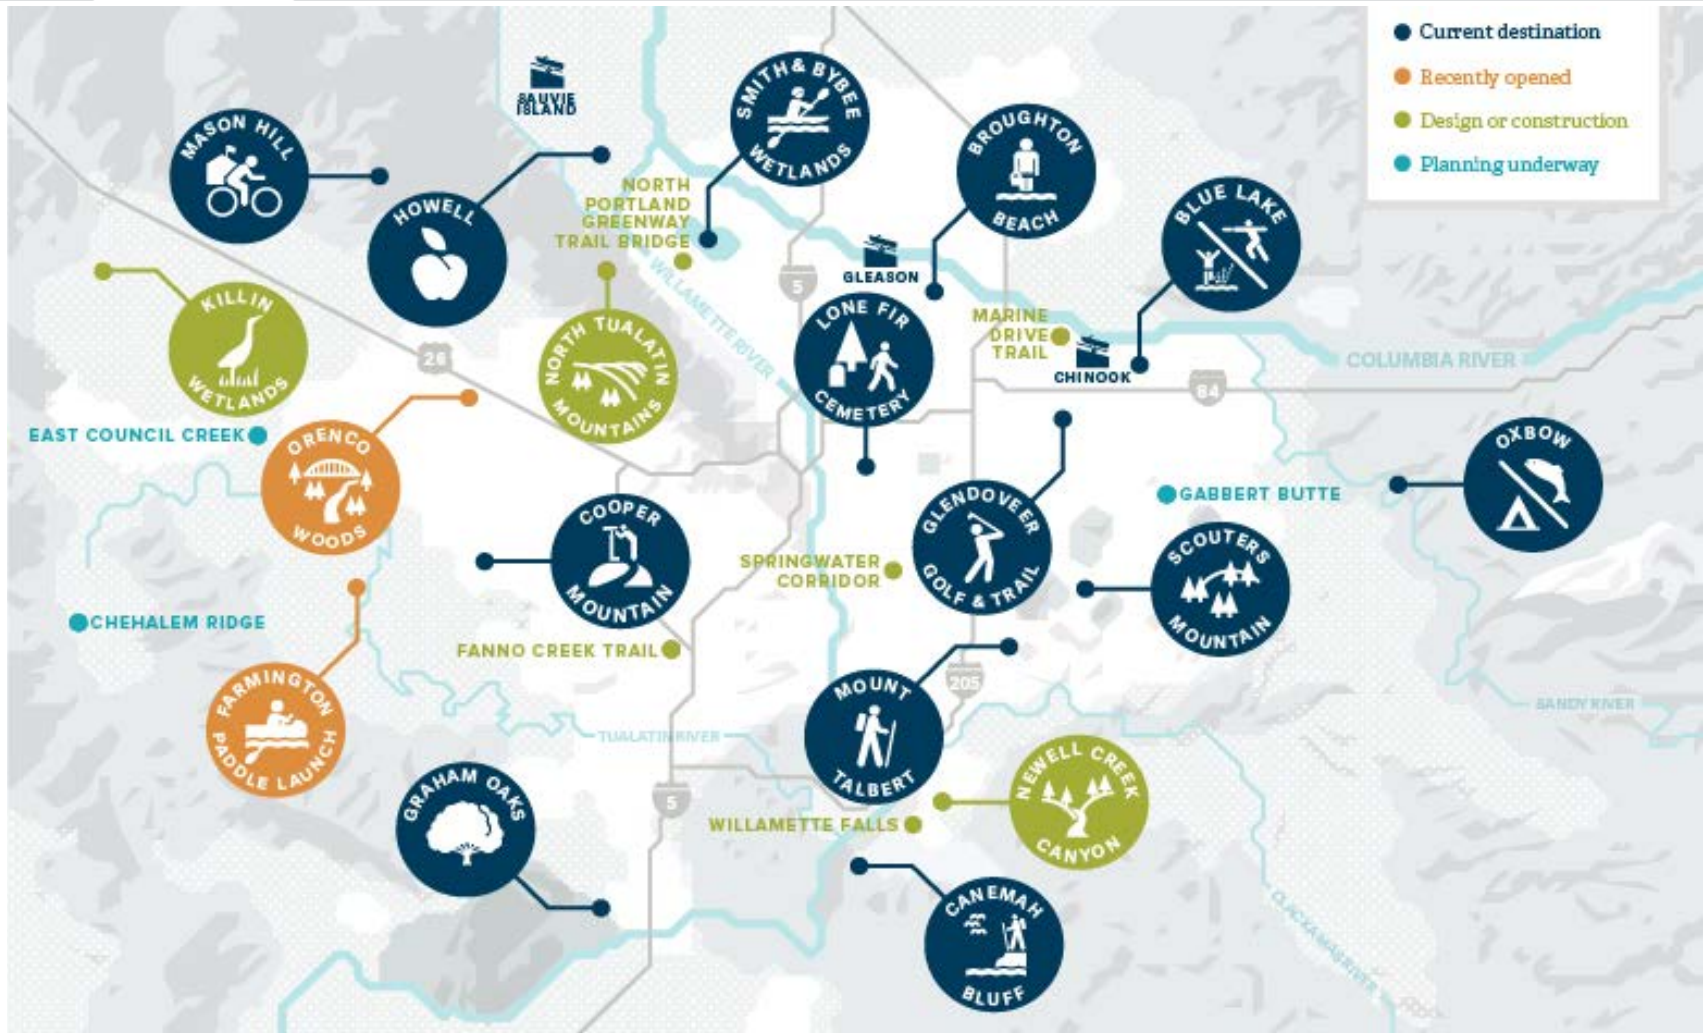 Current destination
Recently opened
Design or construction
Planning underway
SAUVIE
ISLAND
SMITH & BYBEE
WETLANDS
MASON HILL
HOWELL
NORTH
PORTLAND
GREENWAY
TRAIL BRIDGE
BROUGHTON
BEACH
BLUE LAKE
GLEASON
WILLAMETTE RIVER
5
KILLIN
WETLANDS
26
NORTH TUALATIN
MOUNTAINS
LONE FIR
CEMETERY
MARINE
DRIVE
TRAIL
CHINOOK
COLUMBIA RIVER
84
EAST COUNCIL CREEK
ORENCO
WOODS
OXBOW
GABBERT BUTTE
COOPER
MOUNTAIN
GLENDOVEER
GOLF & TRAIL
SPRINGWATER
CORRIDOR
SCOUTERS
MOUNTAIN
CHEHALEM RIDGE
FANNO CREEK TRAIL
FARMINGTON
PADDLE LAUNCH
MOUNT
TALBERT
205
SANDY RIVER
TUALATIN RIVER
GRAHAM OAKS
5
NEWELL CREEK
CANYON
WILLAMETTE FALLS
CANEMAH
BLUFF
CLACKAMAS RIVER